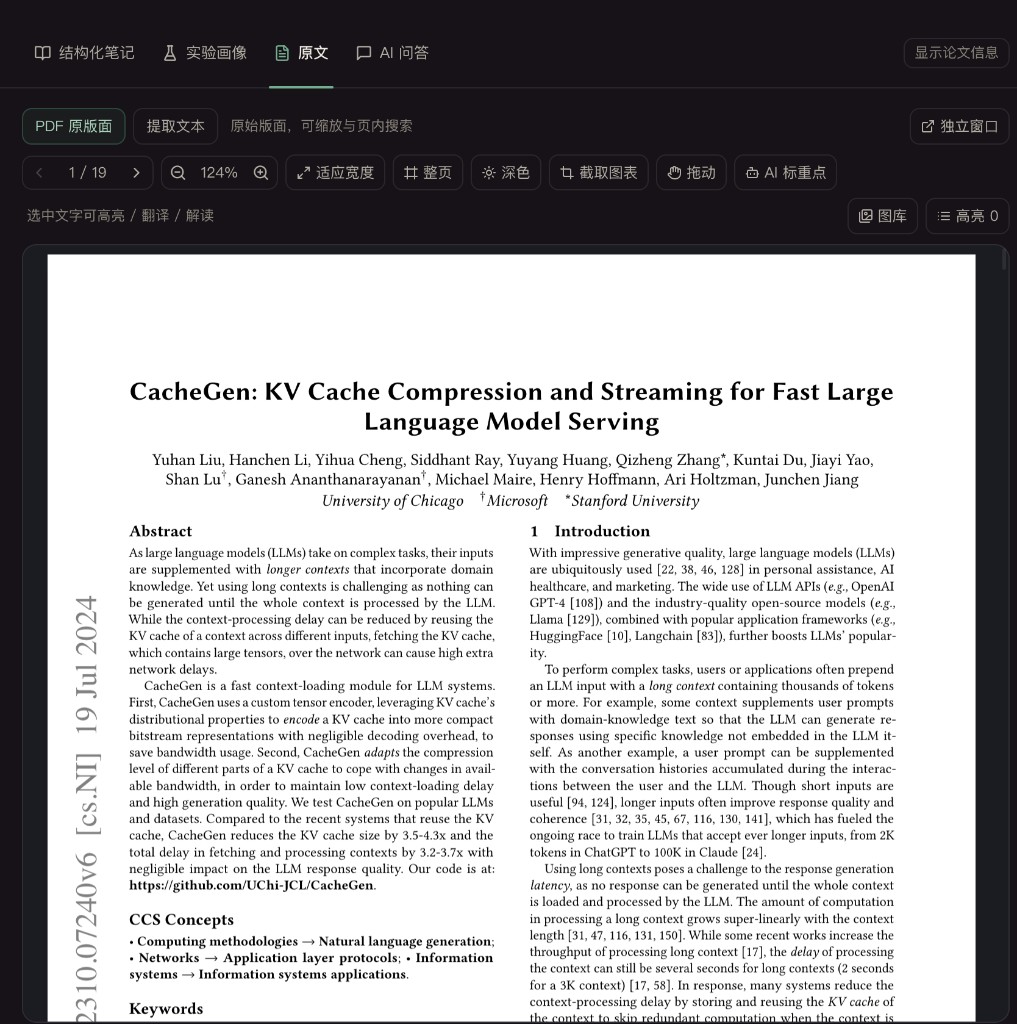 结构化笔记
实验画像
原文
AI 问答
显示论文信息
PDF 原版面
提取文本
原始版面，可缩放与页内搜索
独立窗口
1 / 19
124%
适应宽度
整页
深色
截取图表
拖动
AI 标重点
选中文字可高亮 / 翻译 / 解读
图库
高亮 0
CacheGen: KV Cache Compression and Streaming for Fast Large
Language Model Serving
Yuhan Liu, Hanchen Li, Yihua Cheng, Siddhant Ray, Yuyang Huang, Qizheng Zhang*, Kuntai Du, Jiayi Yao,
Shan Lu†, Ganesh Ananthanarayanan†, Michael Maire, Henry Hoffmann, Ari Holtzman, Junchen Jiang
University of Chicago †Microsoft *Stanford University
Abstract
As large language models (LLMs) take on complex tasks, their inputs
are supplemented with longer contexts that incorporate domain
knowledge. Yet using long contexts is challenging as nothing can
be generated until the whole context is processed by the LLM.
While the context-processing delay can be reduced by reusing the
KV cache of a context across different inputs, fetching the KV cache,
which contains large tensors, over the network can cause high extra
network delays.
CacheGen is a fast context-loading module for LLM systems.
First, CacheGen uses a custom tensor encoder, leveraging KV cache's
distributional properties to encode a KV cache into more compact
bitstream representations with negligible decoding overhead, to
save bandwidth usage. Second, CacheGen adapts the compression
level of different parts of a KV cache to cope with changes in avail-
able bandwidth, in order to maintain low context-loading delay
and high generation quality. We test CacheGen on popular LLMs
and datasets. Compared to the recent systems that reuse the KV
cache, CacheGen reduces the KV cache size by 3.5-4.3x and the
total delay in fetching and processing contexts by 3.2-3.7x with
negligible impact on the LLM response quality. Our code is at:
https://github.com/UChi-JCL/CacheGen.
CCS Concepts
• Computing methodologies → Natural language generation;
• Networks → Application layer protocols; • Information
systems → Information systems applications.
Keywords
1 Introduction
With impressive generative quality, large language models (LLMs)
are ubiquitously used [22, 38, 46, 128] in personal assistance, AI
healthcare, and marketing. The wide use of LLM APIs (e.g., OpenAI
GPT-4 [108]) and the industry-quality open-source models (e.g.,
Llama [129]), combined with popular application frameworks (e.g.,
HuggingFace [10], Langchain [83]), further boosts LLMs' popular-
ity.
To perform complex tasks, users or applications often prepend
an LLM input with a long context containing thousands of tokens
or more. For example, some context supplements user prompts
with domain-knowledge text so that the LLM can generate re-
sponses using specific knowledge not embedded in the LLM it-
self. As another example, a user prompt can be supplemented
with the conversation histories accumulated during the interac-
tions between the user and the LLM. Though short inputs are
useful [94, 124], longer inputs often improve response quality and
coherence [31, 32, 35, 45, 67, 116, 130, 141], which has fueled the
ongoing race to train LLMs that accept ever longer inputs, from 2K
tokens in ChatGPT to 100K in Claude [24].
Using long contexts poses a challenge to the response generation
latency, as no response can be generated until the whole context
is loaded and processed by the LLM. The amount of computation
in processing a long context grows super-linearly with the context
length [31, 47, 116, 131, 150]. While some recent works increase the
throughput of processing long context [17], the delay of processing
the context can still be several seconds for long contexts (2 seconds
for a 3K context) [17, 58]. In response, many systems reduce the
context-processing delay by storing and reusing the KV cache of
the context to skip redundant computation when the context is
2310.07240v6 [cs.NI] 19 Jul 2024